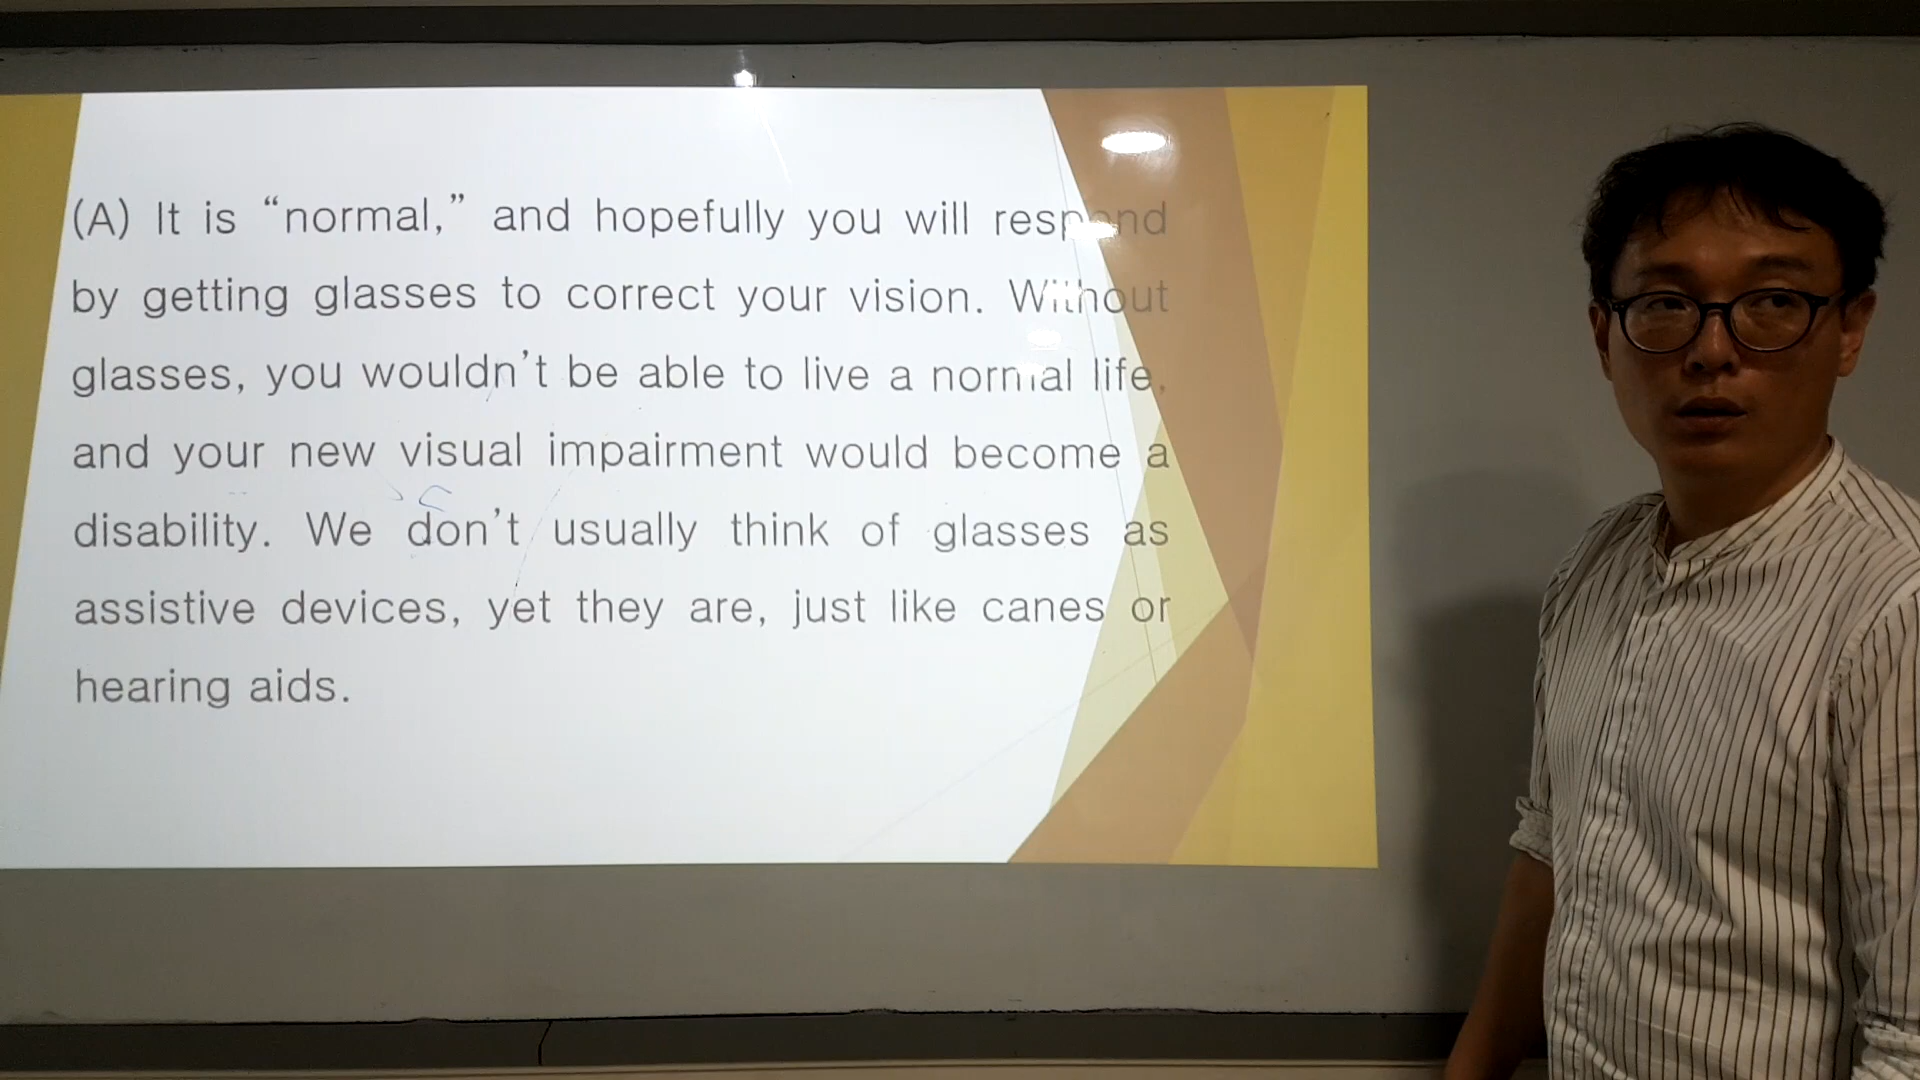 (A) It is “normal,” and hopefully you will respond
by getting glasses to correct your vision. Without
glasses, you wouldn’t be able to live a normal life,
and your new visual impairment would become a
disability. We don’t usually think of glasses as
assistive devices, yet they are, just like canes or
hearing aids.